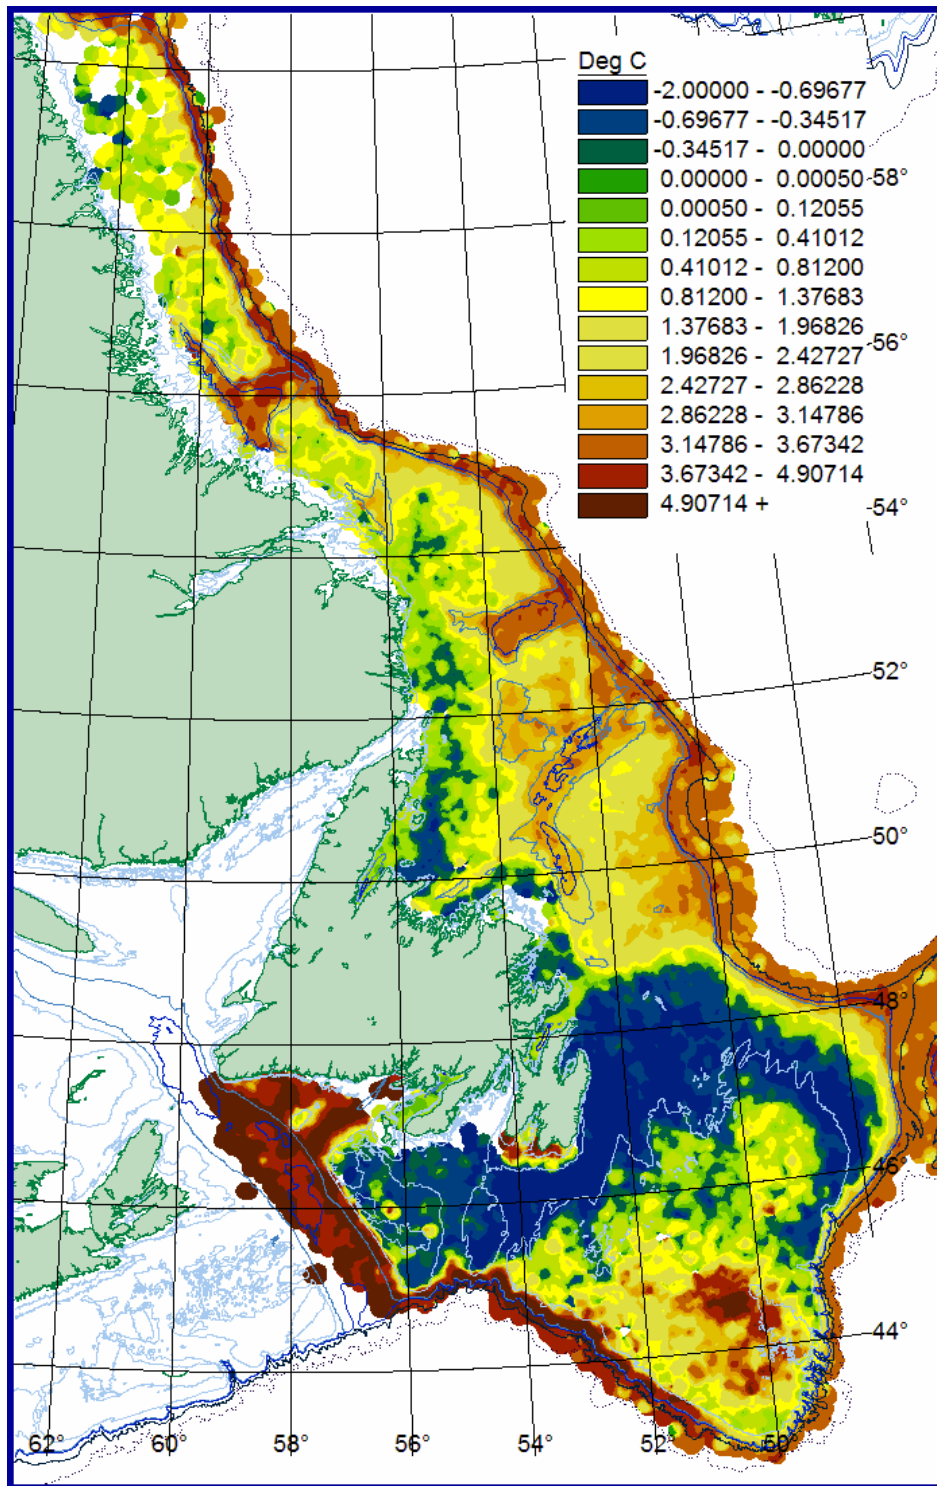 Deg C
-2.00000 - -0.69677
-0.69677 - -0.34517
-0.34517 - 0.00000
0.00000 - 0.00050
0.00050 - 0.12055
0.12055 - 0.41012
0.41012 - 0.81200
0.81200 - 1.37683
1.37683 - 1.96826
1.96826 - 2.42727
2.42727 - 2.86228
2.86228 - 3.14786
3.14786 - 3.67342
3.67342 - 4.90714
4.90714 +
58°
56°
54°
52°
50°
48°
46°
44°
62° 60° 58° 56° 54° 52° 50°